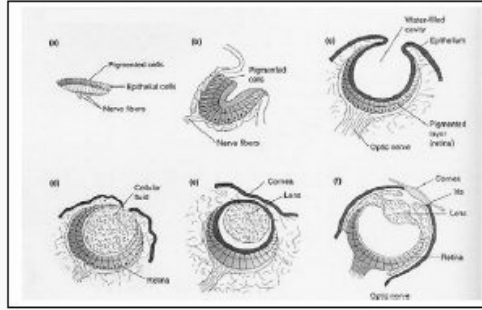 (a)
Pigmented cells
Epithelial cells
Nerve fibers
(b)
Pigmented
cells
Nerve fibers
(c)
Water-filled
cavity
Epithelium
Pigmented
layer
(retina)
Optic nerve
(d)
Cellular
fluid
Retina
(e)
Cornea
Lens
(f)
Cornea
Iris
Lens
Retina
Optic nerve